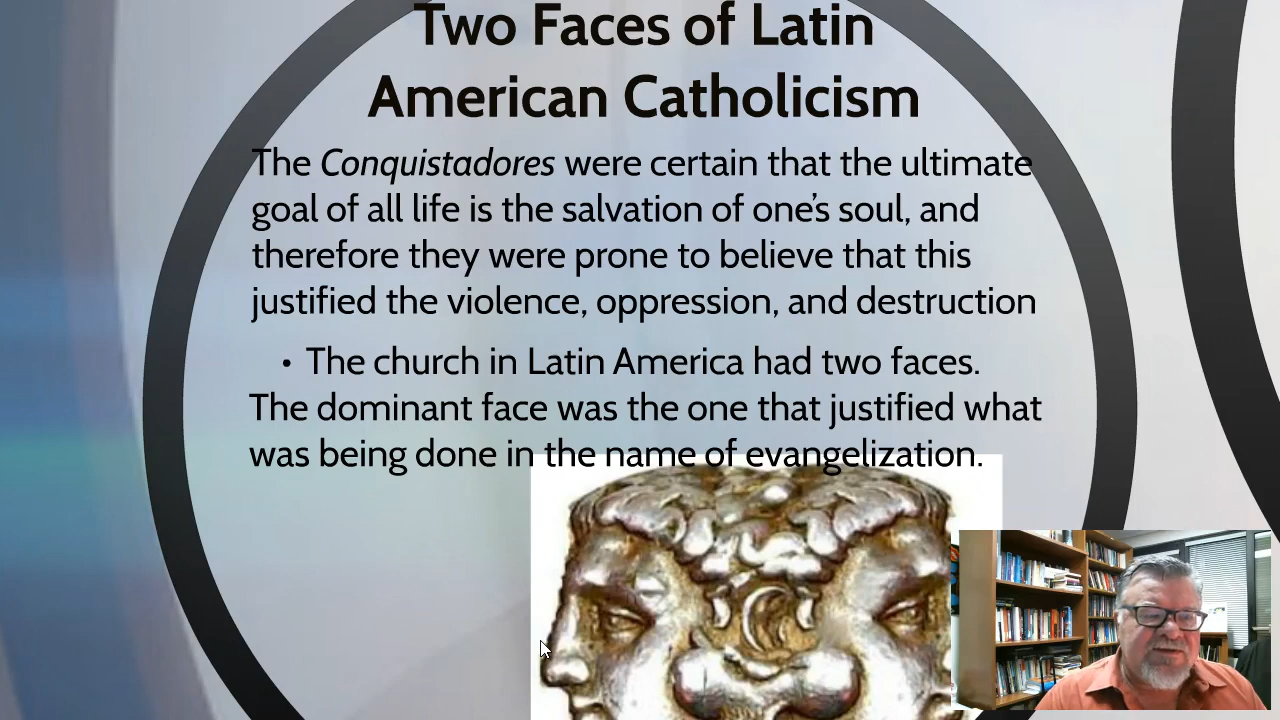 Two Faces of Latin
American Catholicism
The Conquistadores were certain that the ultimate
goal of all life is the salvation of one's soul, and
therefore they were prone to believe that this
justified the violence, oppression, and destruction
• The church in Latin America had two faces.
The dominant face was the one that justified what
was being done in the name of evangelization.